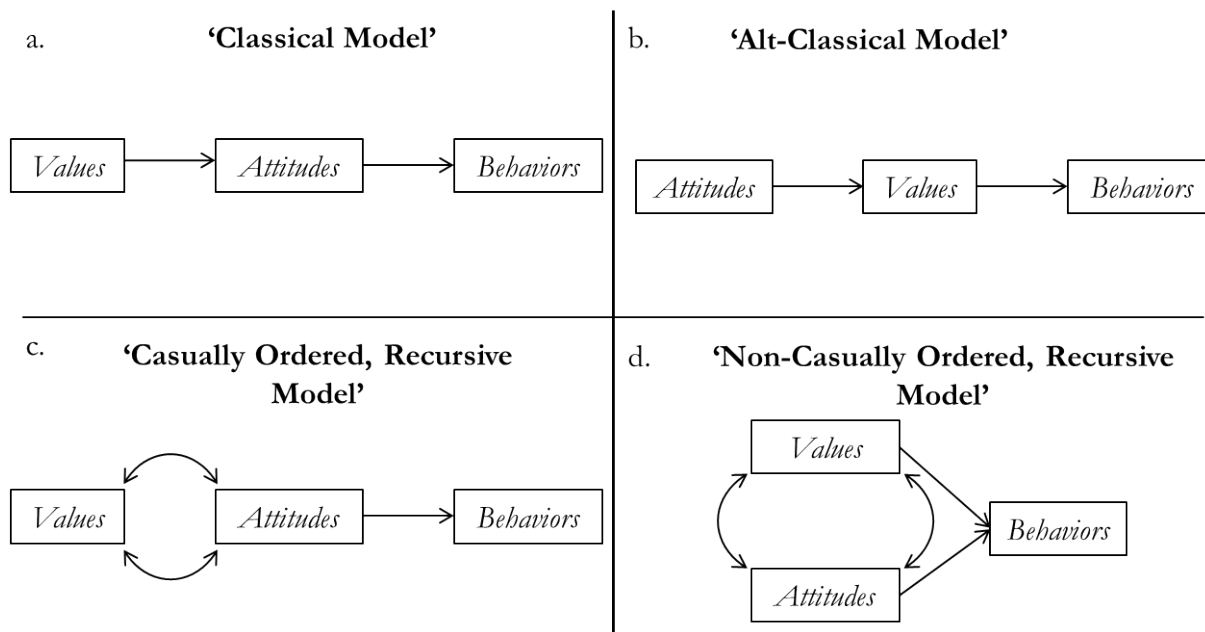 a.
‘Classical Model’
Values
Attitudes
Behaviors
b.
‘Alt-Classical Model’
Attitudes
Values
Behaviors
c.
‘Casually Ordered, Recursive
Model’
Values
Attitudes
Behaviors
d.
‘Non-Casually Ordered, Recursive
Model’
Values
Behaviors
Attitudes